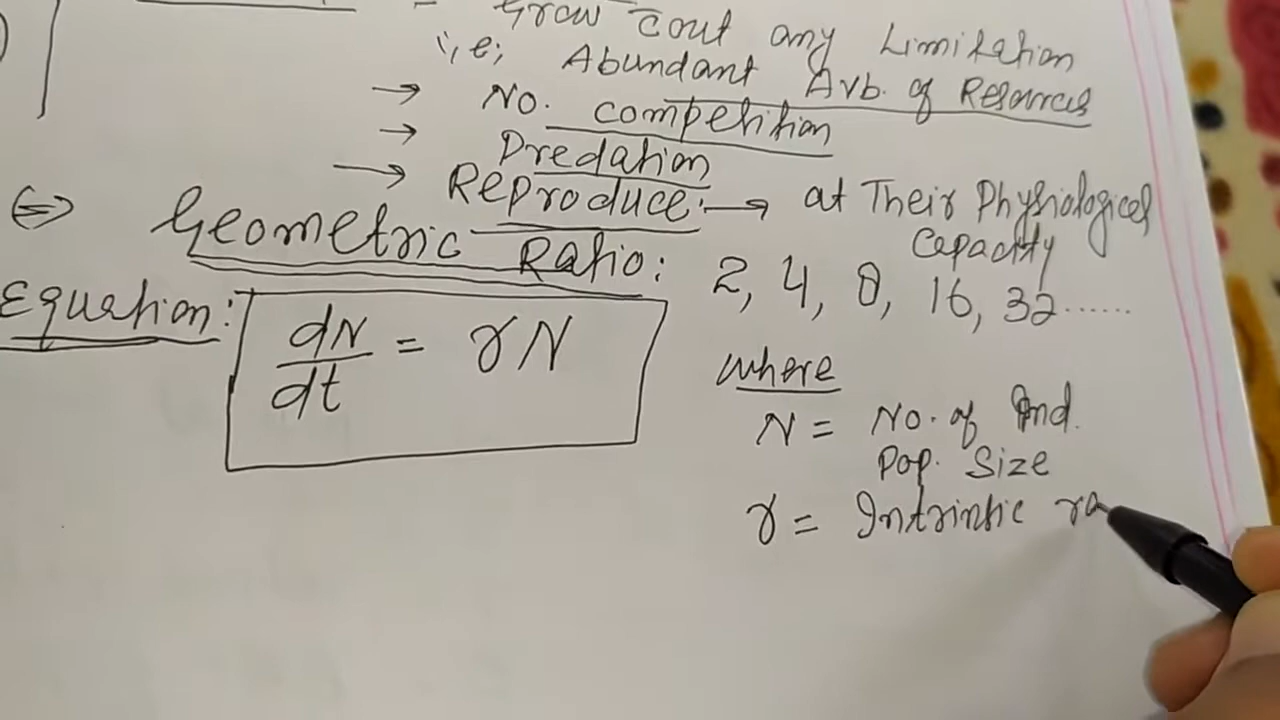 Grow c̅out any Limitation
i,e; Abundant Avb. of Resources
→ No. competition
→ Predation
→ Reproduce: → at Their Physiological Capacity
⇔ Geometric Ratio: 2, 4, 8, 16, 32......
Equation: dN/dt = rN
where
N = No. of Ind.
Pop. Size
r = Intrinsic ra